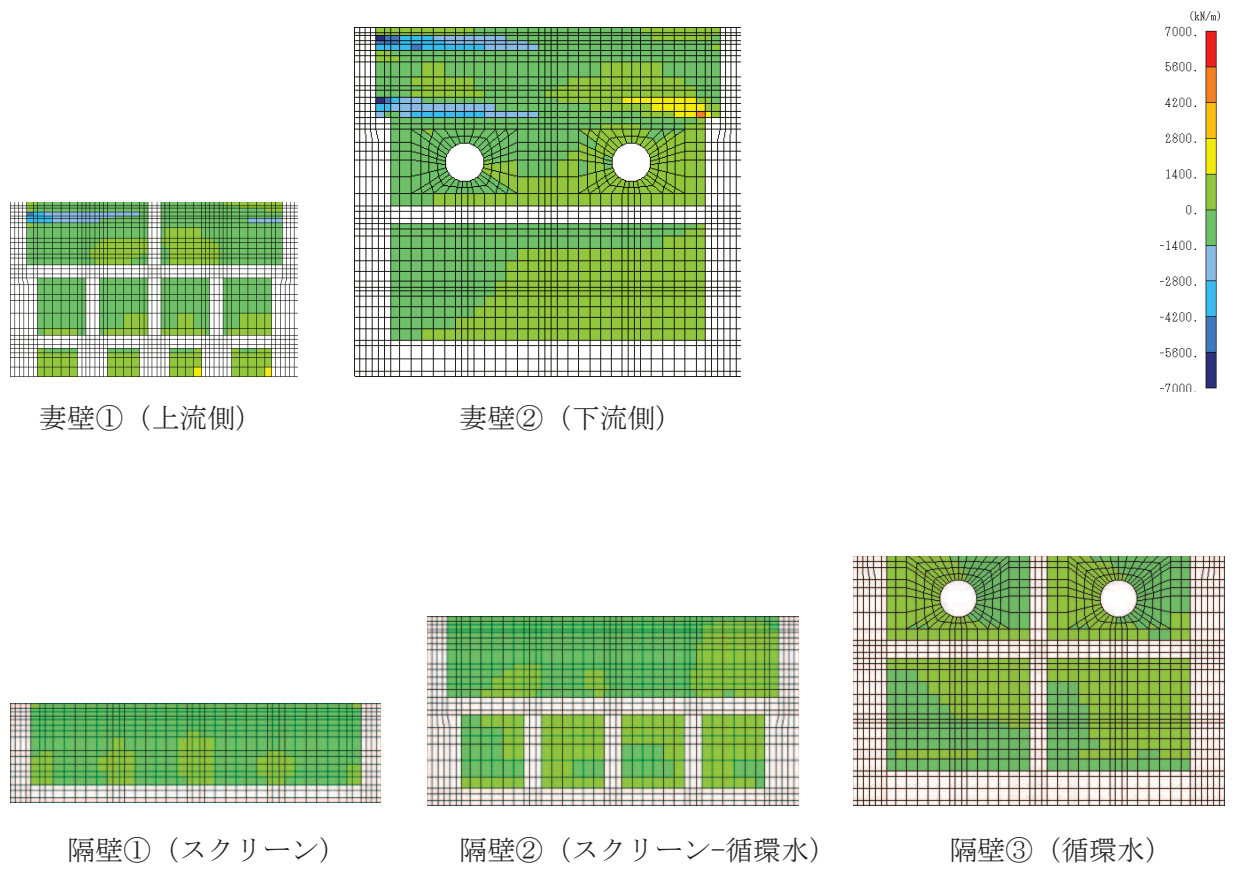 (kN/m)
7000.
5600.
4200.
2800.
1400.
0.
-1400.
-2800.
-4200.
-5600.
-7000.
妻壁①（上流側）
妻壁②（下流側）
隔壁①（スクリーン）
隔壁②（スクリーン−循環水）
隔壁③（循環水）